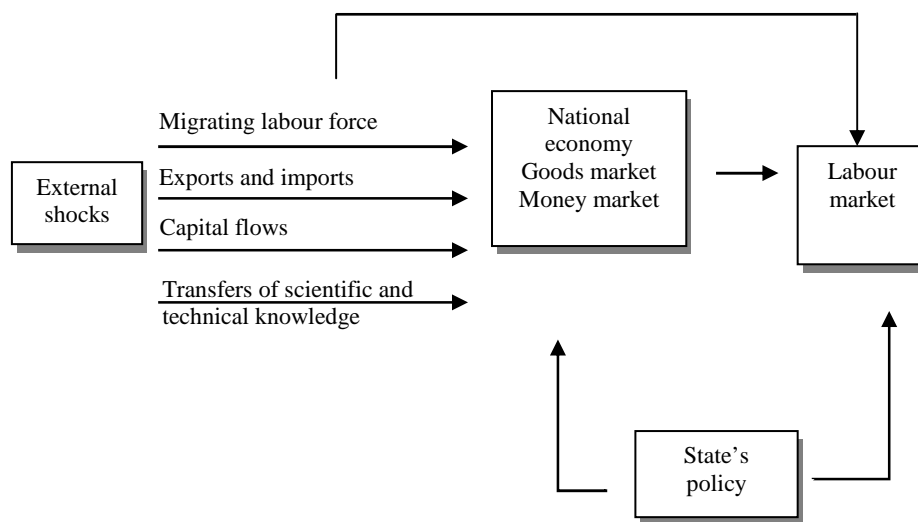 External
shocks
Migrating labour force
Exports and imports
Capital flows
Transfers of scientific and
technical knowledge
National
economy
Goods market
Money market
Labour
market
State’s
policy